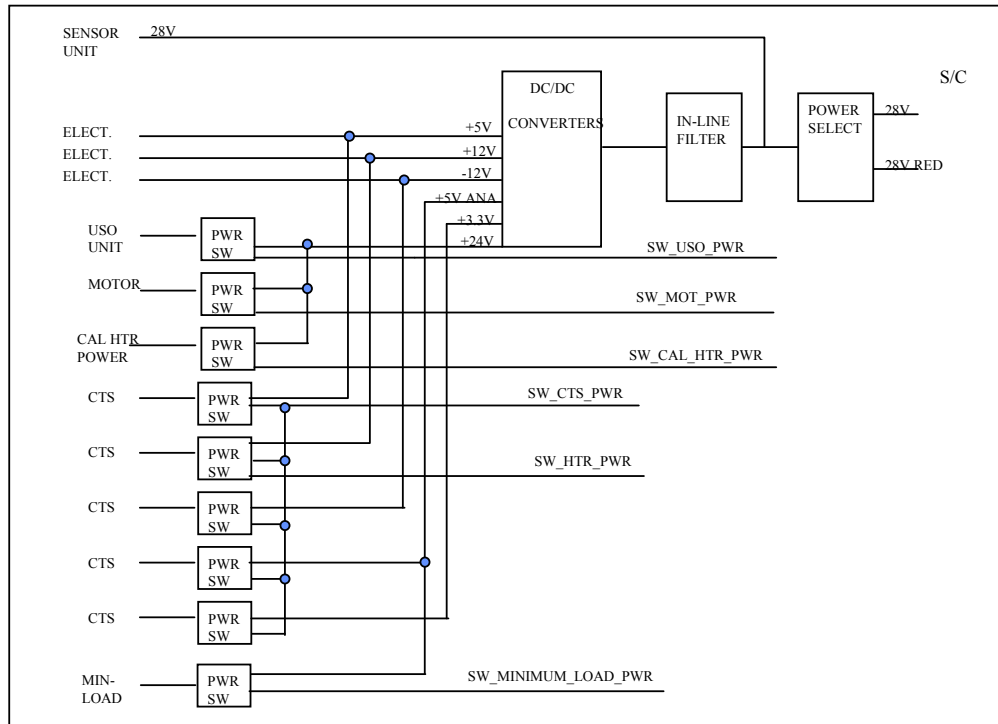 SENSOR UNIT 28V
S/C
DC/DC CONVERTERS
IN-LINE FILTER
POWER SELECT
28V
28V RED
ELECT. +5V
ELECT. +12V
ELECT. -12V
+5V ANA
+3.3V
+24V
USO UNIT
PWR SW
SW_USO_PWR
MOTOR
PWR SW
SW_MOT_PWR
CAL HTR POWER
PWR SW
SW_CAL_HTR_PWR
CTS
PWR SW
SW_CTS_PWR
CTS
PWR SW
SW_HTR_PWR
CTS
PWR SW
CTS
PWR SW
CTS
PWR SW
MIN-LOAD
PWR SW
SW_MINIMUM_LOAD_PWR